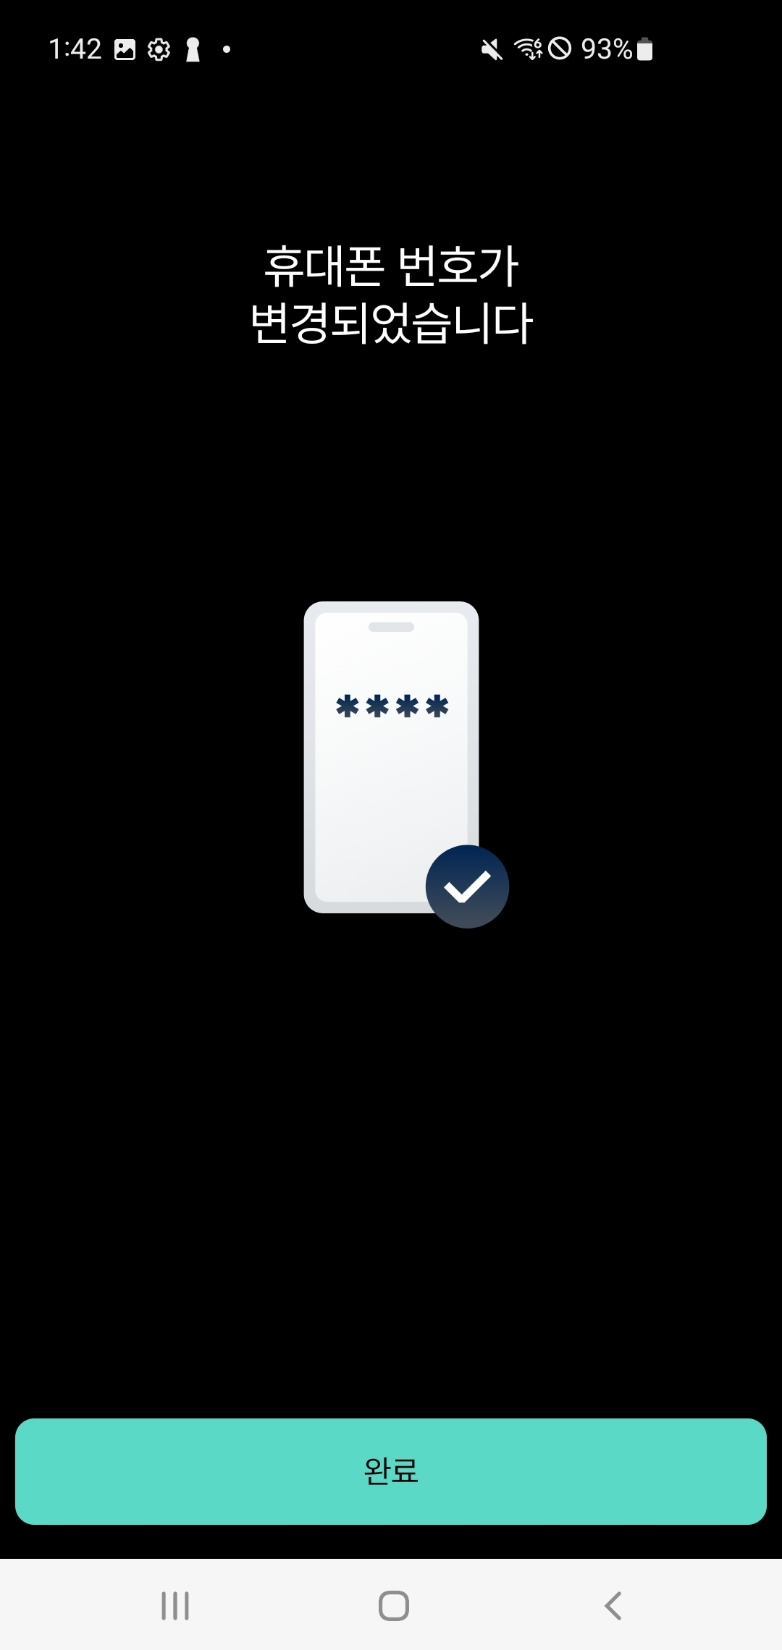 1:42 93%
휴대폰 번호가
변경되었습니다
****
완료